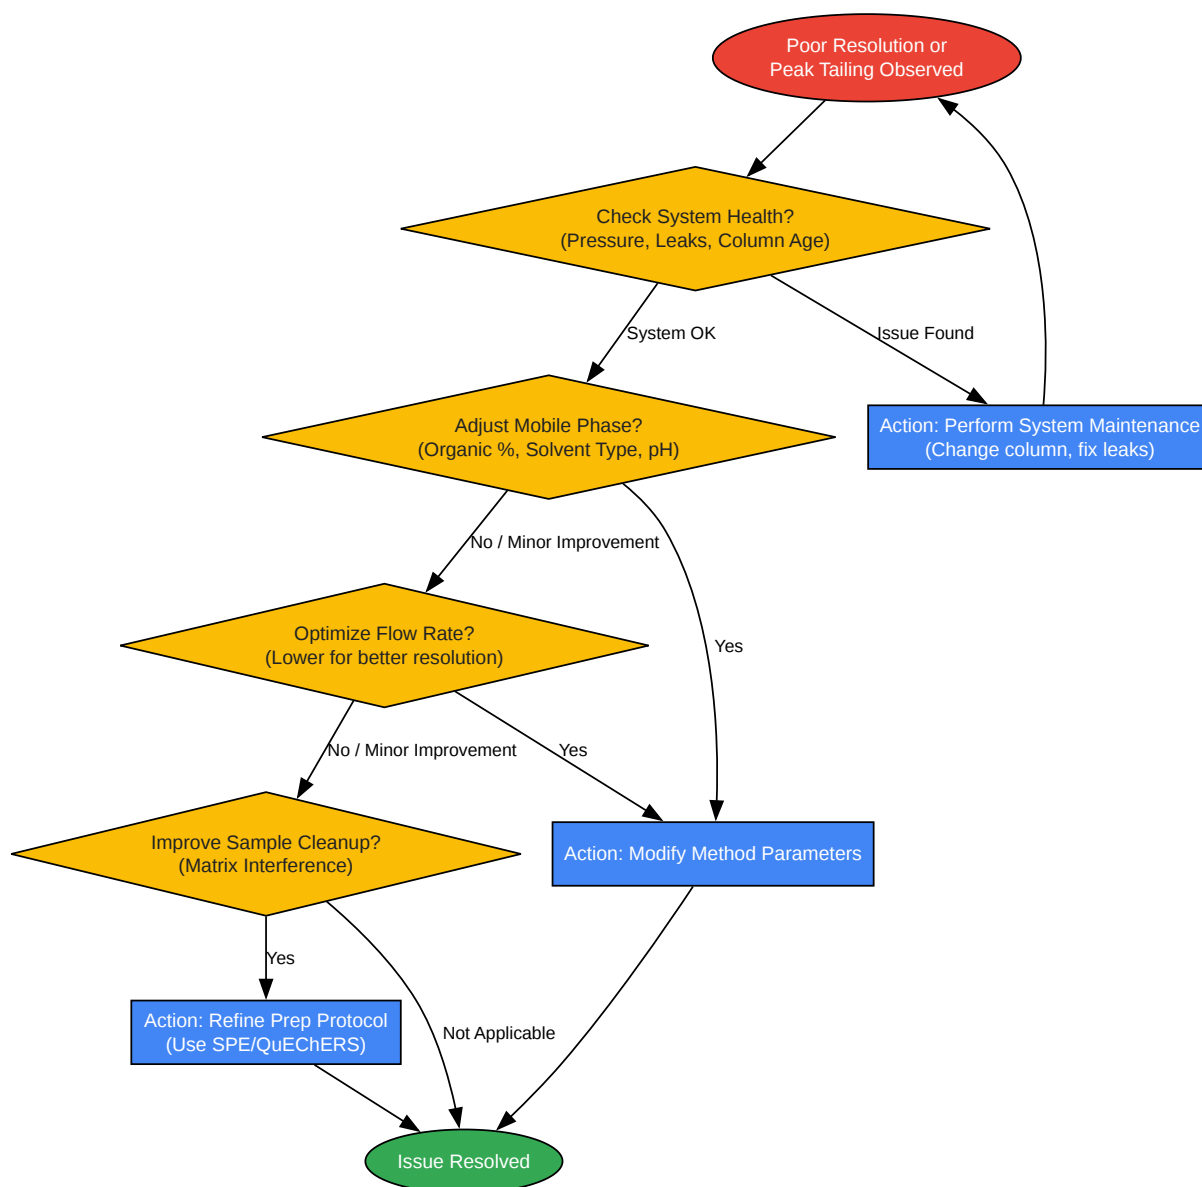 Poor Resolution or
Peak Tailing Observed
Check System Health?
(Pressure, Leaks, Column Age)
System OK
Issue Found
Adjust Mobile Phase?
(Organic %, Solvent Type, pH)
Action: Perform System Maintenance
(Change column, fix leaks)
No / Minor Improvement
Optimize Flow Rate?
(Lower for better resolution)
Yes
No / Minor Improvement
Yes
Improve Sample Cleanup?
(Matrix Interference)
Action: Modify Method Parameters
Yes
Action: Refine Prep Protocol
(Use SPE/QuEChERS)
Not Applicable
Issue Resolved